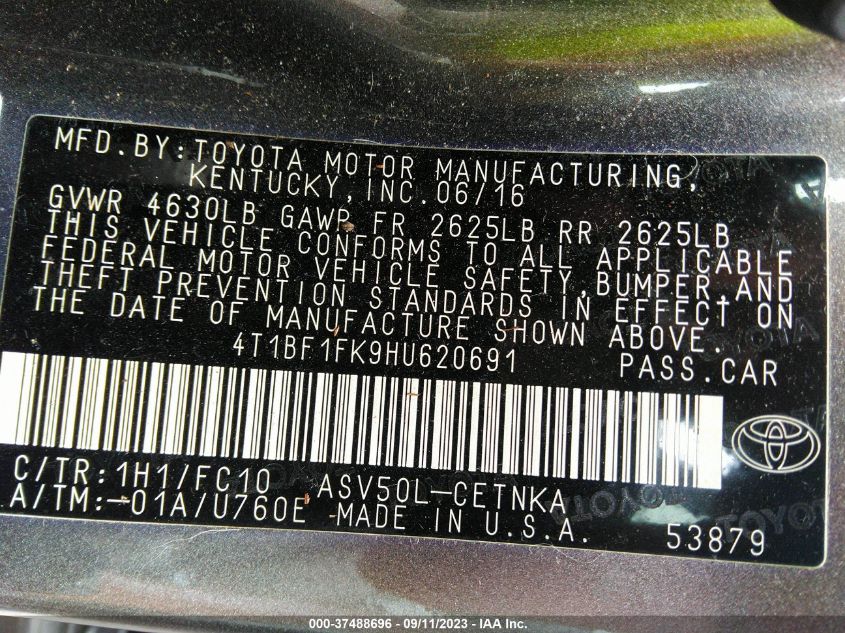 MFD.BY:TOYOTA MOTOR MANUFACTURING,
KENTUCKY,INC.06/16
GVWR 4630LB GAWR FR 2625LB RR 2625LB
THIS VEHICLE CONFORMS TO ALL APPLICABLE
FEDERAL MOTOR VEHICLE SAFETY,BUMPER,AND
THEFT PREVENTION STANDARDS IN EFFECT ON
THE DATE OF MANUFACTURE SHOWN ABOVE.
4T1BF1FK9HU620691 PASS.CAR
C/TR:1H1/FC10 ASV50L-CETNKA
A/TM:-01A/U760E MADE IN U.S.A. 53879
TOYOTA
TOYOTA
000-37488696 - 09/11/2023 - IAA Inc.